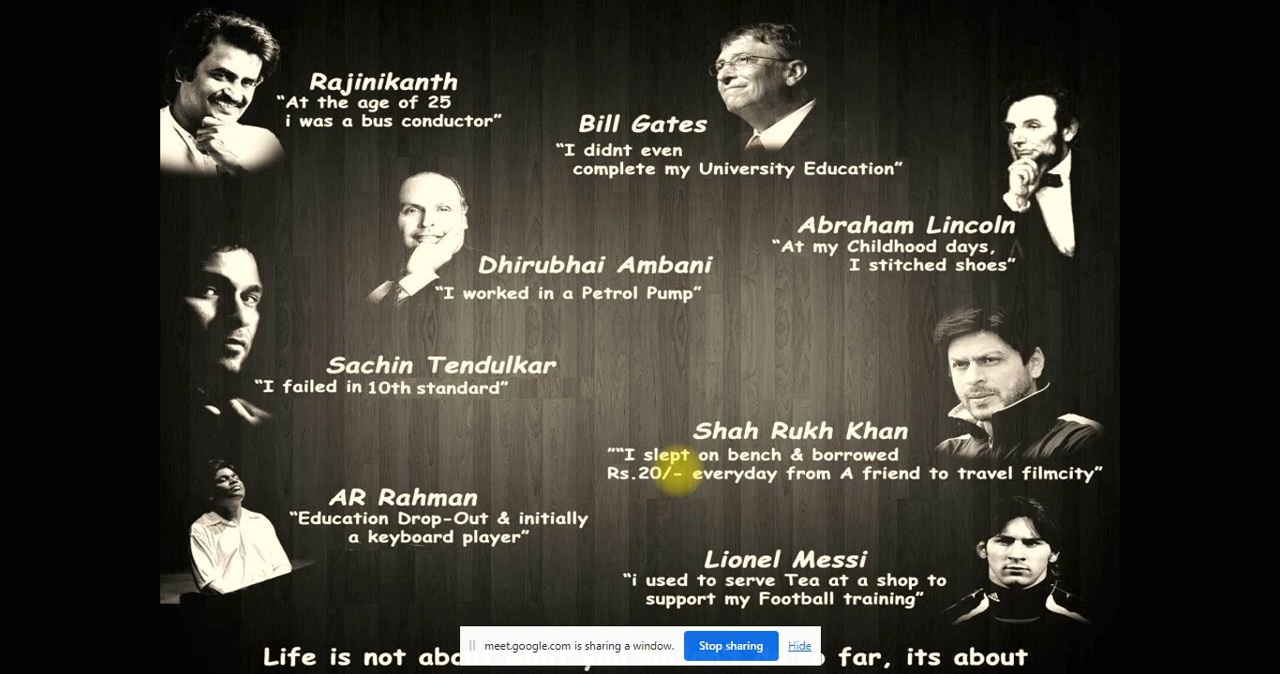 Rajinikanth
“At the age of 25
i was a bus conductor”
Bill Gates
“I didnt even
complete my University Education”
Abraham Lincoln
“At my Childhood days,
I stitched shoes”
Dhirubhai Ambani
“I worked in a Petrol Pump”
Sachin Tendulkar
“I failed in 10th standard”
Shah Rukh Khan
”“I slept on bench & borrowed
Rs.20/- everyday from A friend to travel filmcity”
AR Rahman
“Education Drop-Out & initially
a keyboard player”
Lionel Messi
“i used to serve Tea at a shop to
support my Football training”
meet.google.com is sharing a window. Stop sharing Hide
Life is not far, its about